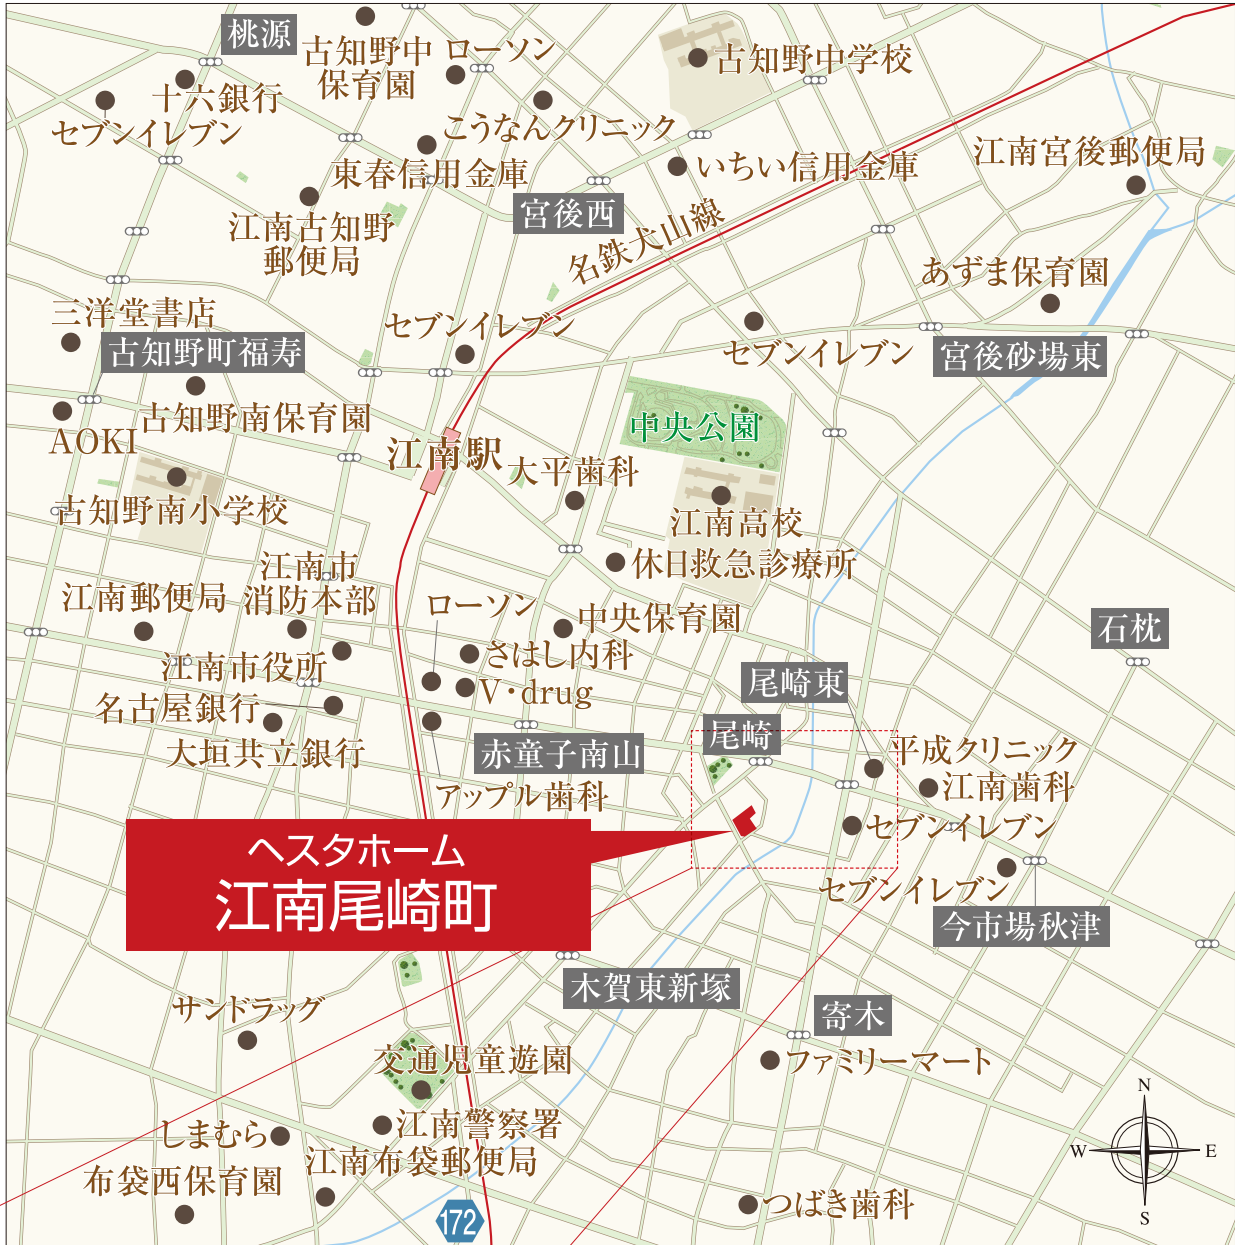 桃源
古知野中
保育園
ローソン
古知野中学校
十六銀行
セブンイレブン
こうなんクリニック
東春信用金庫
いちい信用金庫
江南宮後郵便局
宮後西
江南古知野
郵便局
名鉄犬山線
あずま保育園
三洋堂書店
セブンイレブン
セブンイレブン
古知野町福寿
宮後砂場東
古知野南保育園
AOKI
中央公園
江南駅
大平歯科
古知野南小学校
江南高校
休日救急診療所
江南市
消防本部
江南郵便局
ローソン
中央保育園
石枕
さはし内科
江南市役所
V・drug
尾崎東
名古屋銀行
尾崎
大垣共立銀行
赤童子南山
平成クリニック
アップル歯科
江南歯科
セブンイレブン
ヘスタホーム
江南尾崎町
セブンイレブン
今市場秋津
木賀東新塚
サンドラッグ
寄木
交通児童遊園
ファミリーマート
江南警察署
しまむら
江南布袋郵便局
布袋西保育園
つばき歯科
172
N
W
E
S